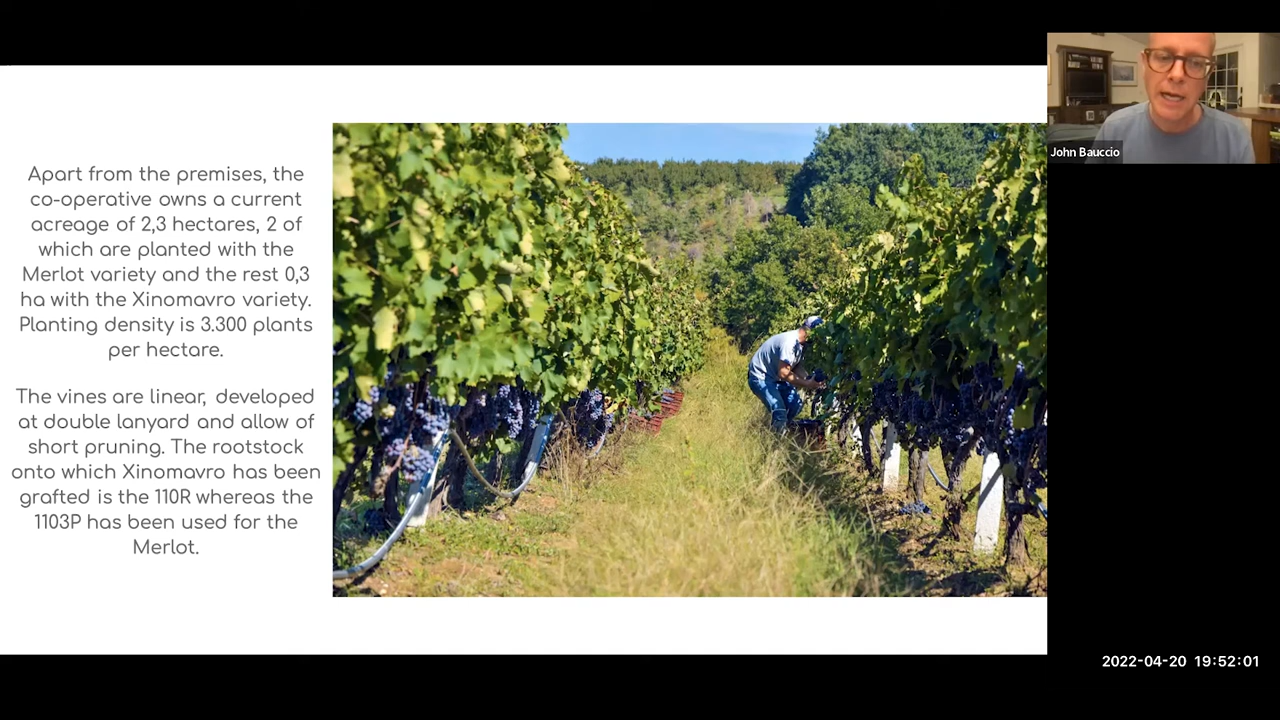 Apart from the premises, the
co-operative owns a current
acreage of 2,3 hectares, 2 of
which are planted with the
Merlot variety and the rest 0,3
ha with the Xinomavro variety.
Planting density is 3.300 plants
per hectare.
The vines are linear, developed
at double lanyard and allow of
short pruning. The rootstock
onto which Xinomavro has been
grafted is the 110R whereas the
1103P has been used for the
Merlot.
John Bauccio
2022-04-20 19:52:01